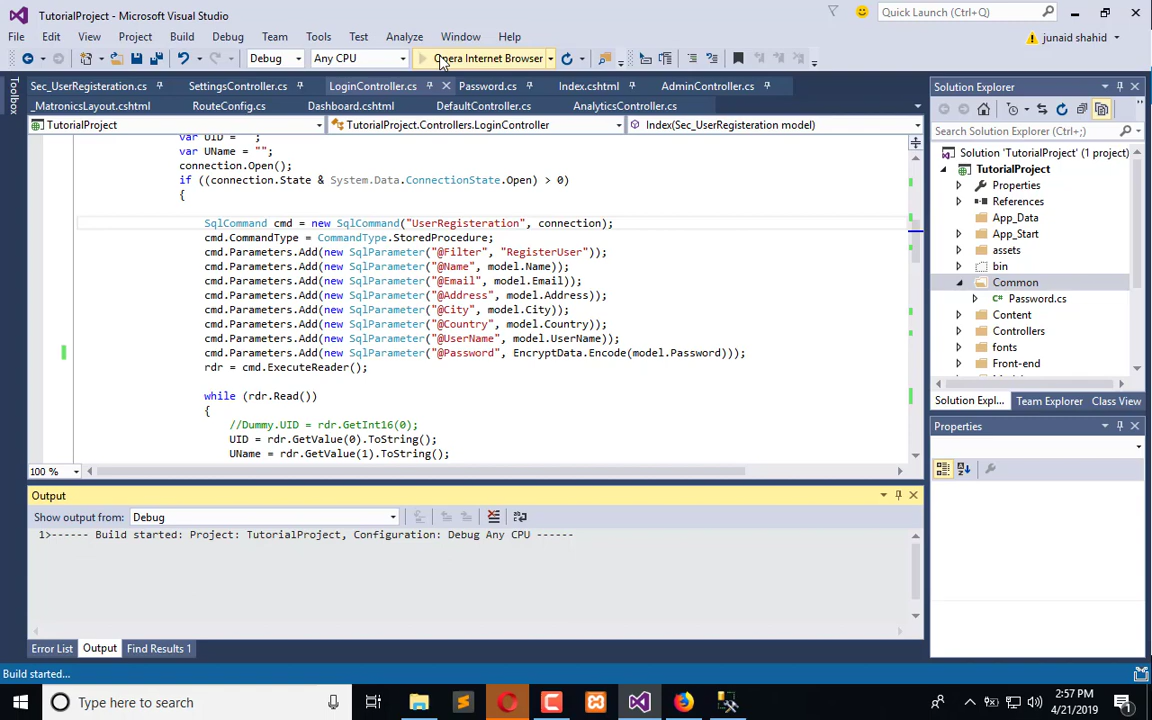 TutorialProject - Microsoft Visual Studio
Quick Launch (Ctrl+;)
File Edit View Project Build Debug Team Tools Test Analyze Window Help
junaid shahid
Debug Any CPU Opera Internet Browser
Toolbox
Sec_UserRegisteration.cs SettingsController.cs LoginController.cs Password.cs Index.cshtml AdminController.cs
_MatronicsLayout.cshtml RouteConfig.cs Dashboard.cshtml DefaultController.cs AnalyticsController.cs
TutorialProject TutorialProject.Controllers.LoginController Index(Sec_UserRegisteration model)
var UID = "";
var UName = "";
connection.Open();
if ((connection.State & System.Data.ConnectionState.Open) > 0)
{
SqlCommand cmd = new SqlCommand("UserRegisteration", connection);
cmd.CommandType = CommandType.StoredProcedure;
cmd.Parameters.Add(new SqlParameter("@Filter", "RegisterUser"));
cmd.Parameters.Add(new SqlParameter("@Name", model.Name));
cmd.Parameters.Add(new SqlParameter("@Email", model.Email));
cmd.Parameters.Add(new SqlParameter("@Address", model.Address));
cmd.Parameters.Add(new SqlParameter("@City", model.City));
cmd.Parameters.Add(new SqlParameter("@Country", model.Country));
cmd.Parameters.Add(new SqlParameter("@UserName", model.UserName));
cmd.Parameters.Add(new SqlParameter("@Password", EncryptData.Encode(model.Password)));
rdr = cmd.ExecuteReader();
while (rdr.Read())
{
//Dummy.UID = rdr.GetInt16(0);
UID = rdr.GetValue(0).ToString();
UName = rdr.GetValue(1).ToString();
100 %
Solution Explorer
Search Solution Explorer (Ctrl+;)
Solution 'TutorialProject' (1 project)
TutorialProject
Properties
References
App_Data
App_Start
assets
bin
Common
Password.cs
Content
Controllers
fonts
Front-end
Solution Expl... Team Explorer Class View
Properties
Output
Show output from: Debug
1>------ Build started: Project: TutorialProject, Configuration: Debug Any CPU ------
Error List Output Find Results 1
Build started...
Type here to search
2:57 PM
4/21/2019
1